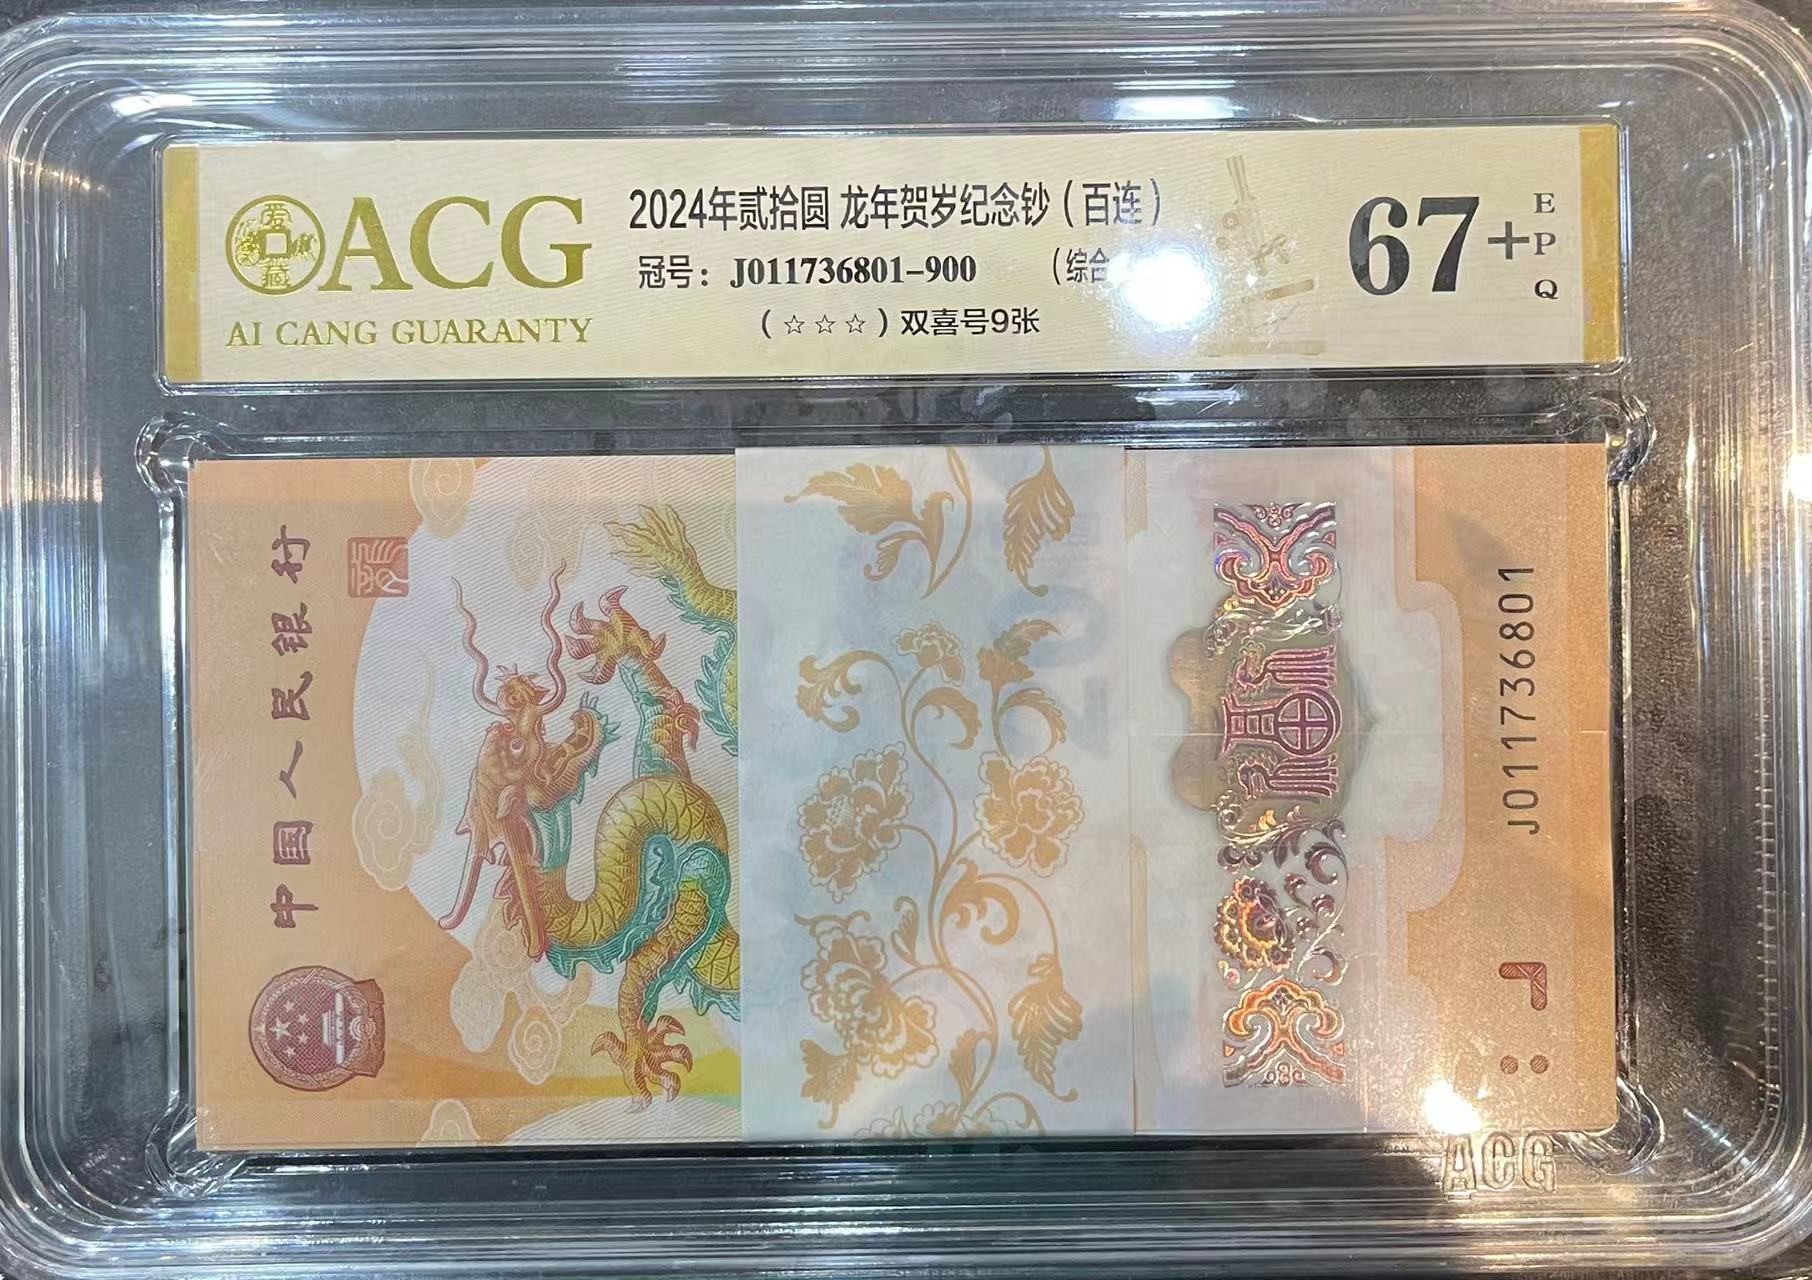 爱藏
ACG
AI CANG GUARANTY
2024年贰拾圆 龙年贺岁纪念钞（百连）
冠号：J011736801-900 （综合
（☆☆☆）双喜号9张
67+
E
P
Q
中国人民银行
J011736801
J
ACG